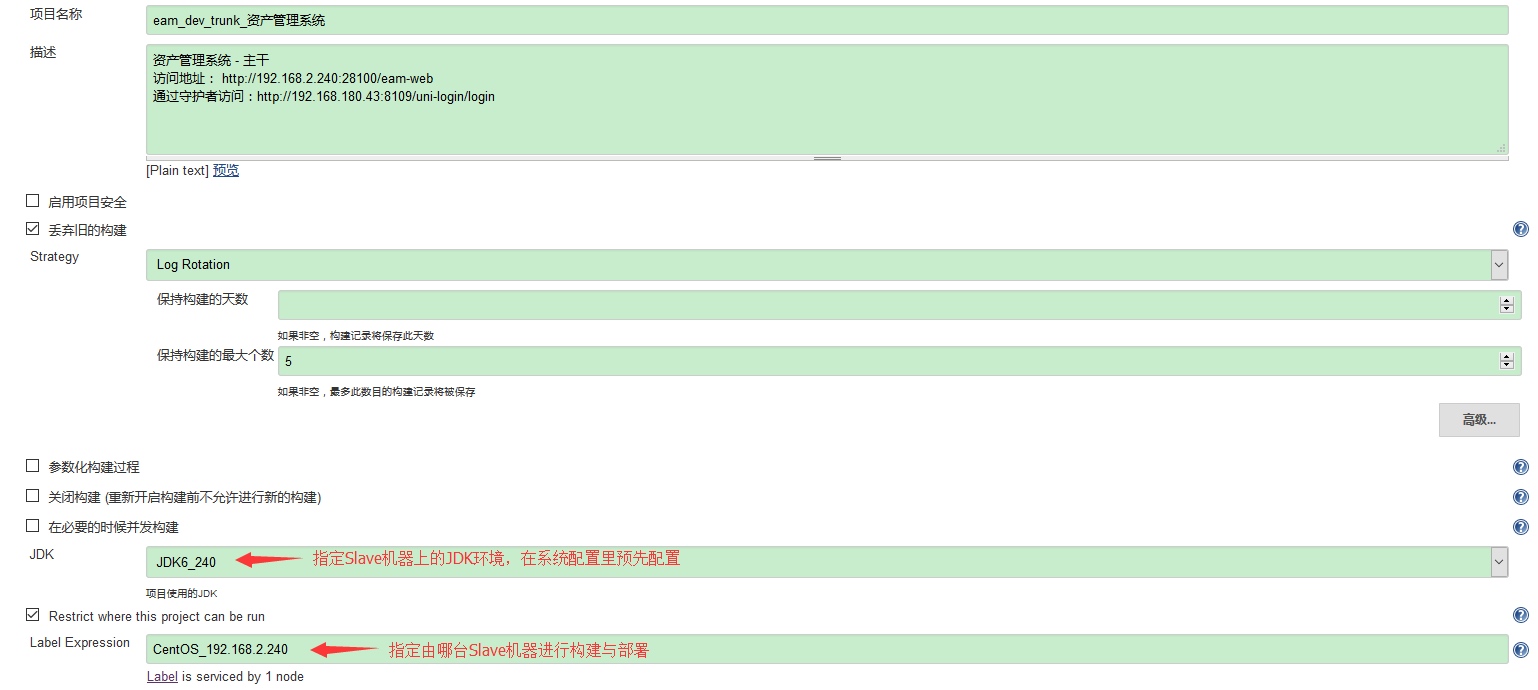 项目名称
eam_dev_trunk_资产管理系统
描述
资产管理系统 - 主干
访问地址： http://192.168.2.240:28100/eam-web
通过守护者访问：http://192.168.180.43:8109/uni-login/login
[Plain text] 预览
启用项目安全
丢弃旧的构建
Strategy
Log Rotation
保持构建的天数
如果非空，构建记录将保存此天数
保持构建的最大个数
5
如果非空，最多此数目的构建记录将被保存
高级...
参数化构建过程
关闭构建 (重新开启构建前不允许进行新的构建)
在必要的时候并发构建
JDK
JDK6_240
指定Slave机器上的JDK环境，在系统配置里预先配置
项目使用的JDK
Restrict where this project can be run
Label Expression
CentOS_192.168.2.240
指定由哪台Slave机器进行构建与部署
Label is serviced by 1 node